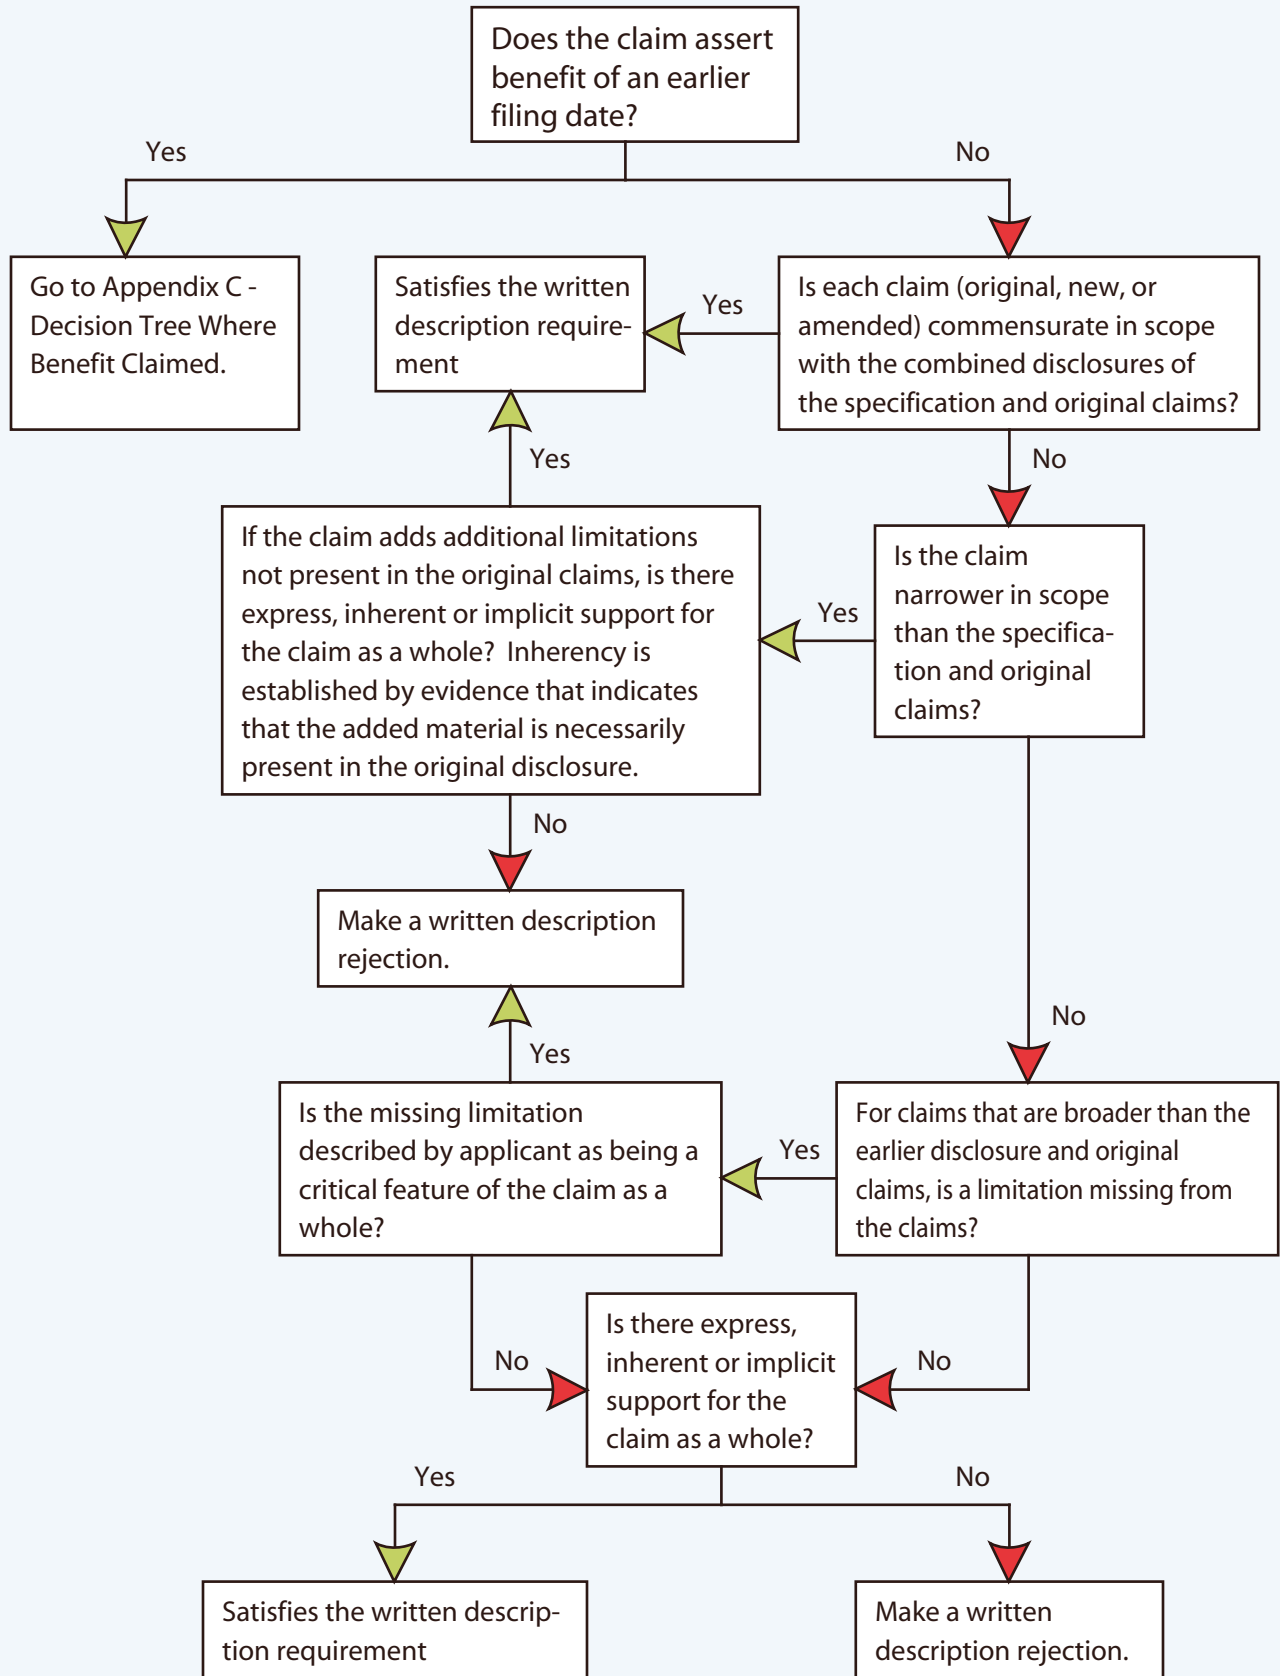 Does the claim assert
benefit of an earlier
filing date?
Yes
No
Go to Appendix C -
Decision Tree Where
Benefit Claimed.
Satisfies the written
description require-
ment
Yes
Is each claim (original, new, or
amended) commensurate in scope
with the combined disclosures of
the specification and original claims?
Yes
No
If the claim adds additional limitations
not present in the original claims, is there
express, inherent or implicit support for
the claim as a whole?  Inherency is
established by evidence that indicates
that the added material is necessarily
present in the original disclosure.
Yes
Is the claim
narrower in scope
than the specifica-
tion and original
claims?
No
Make a written description
rejection.
No
Yes
Is the missing limitation
described by applicant as being a
critical feature of the claim as a
whole?
Yes
For claims that are broader than the
earlier disclosure and original
claims, is a limitation missing from
the claims?
No
Is there express,
inherent or implicit
support for the
claim as a whole?
No
Yes
No
Satisfies the written descrip-
tion requirement
Make a written
description rejection.